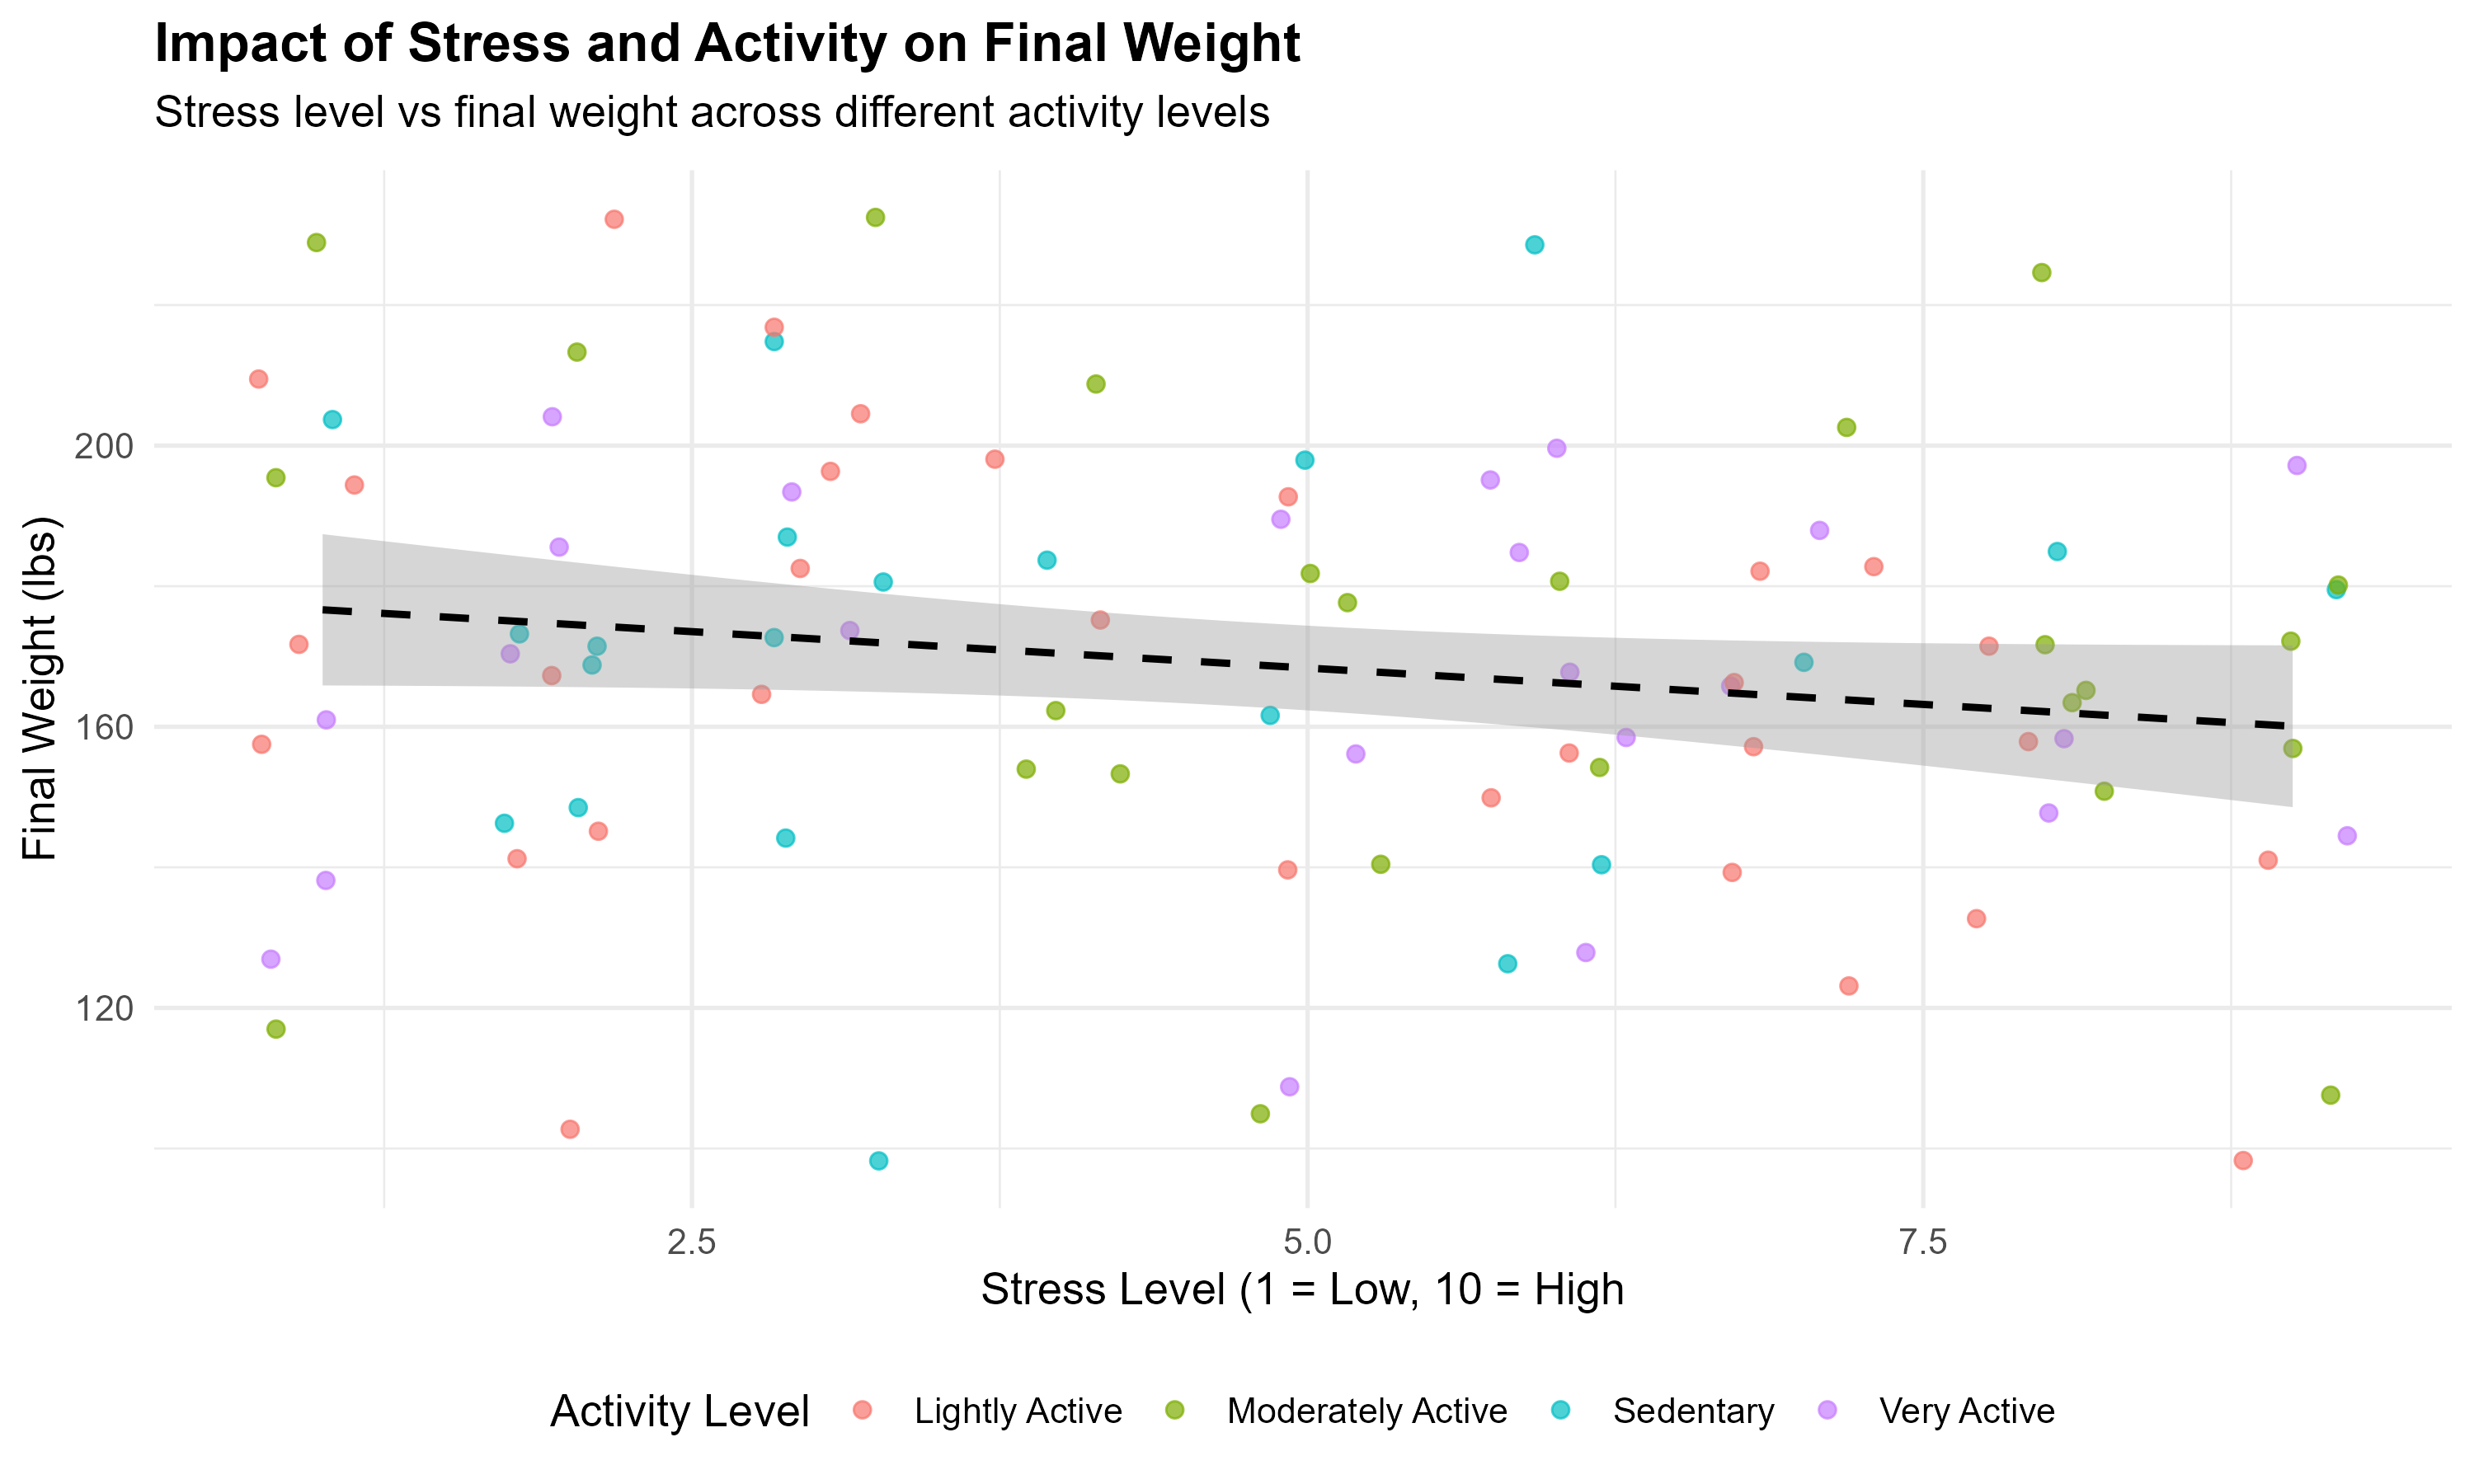 Impact of Stress and Activity on Final Weight
Stress level vs final weight across different activity levels
Final Weight (lbs)
200
160
120
2.5 5.0 7.5
Stress Level (1 = Low, 10 = High
Activity Level Lightly Active Moderately Active Sedentary Very Active